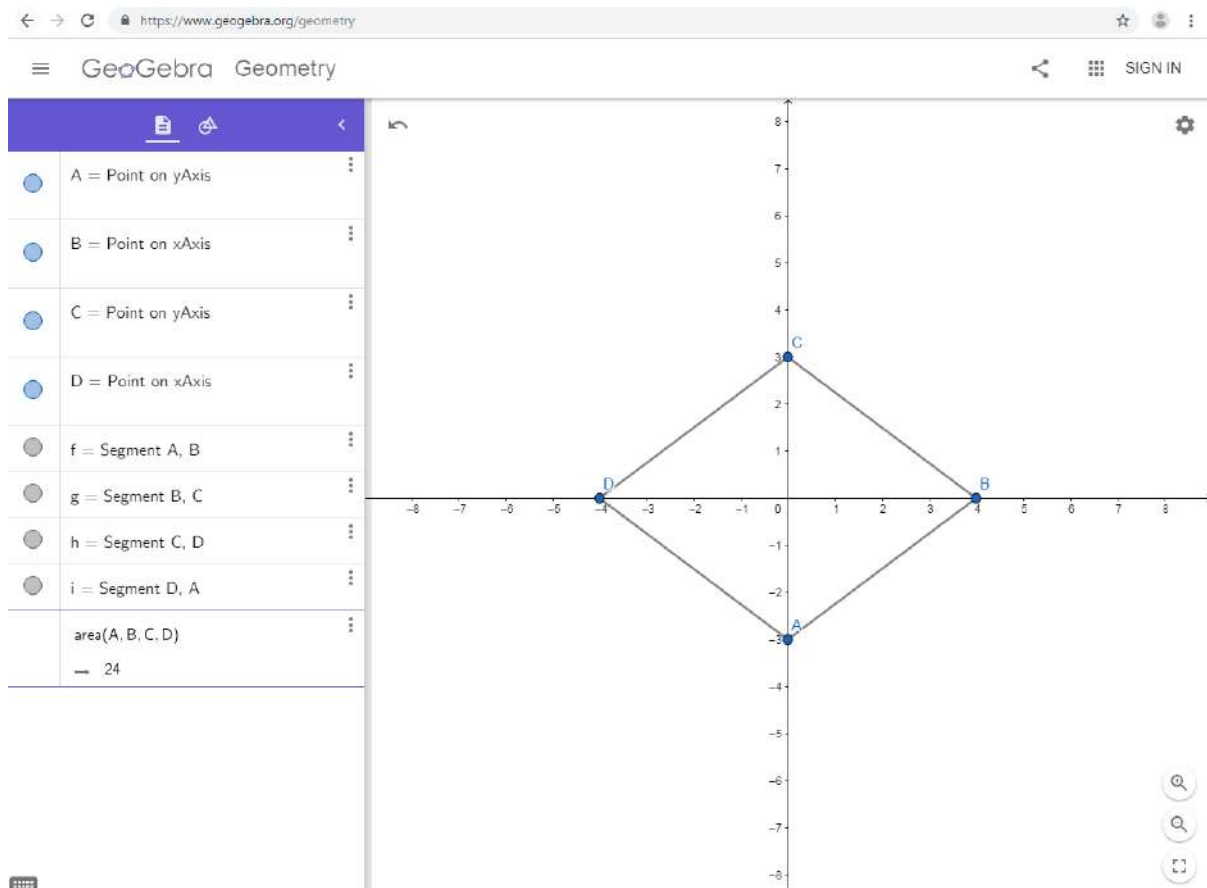 https://www.geogebra.org/geometry
GeoGebra Geometry
SIGN IN
A = Point on yAxis
B = Point on xAxis
C = Point on yAxis
D = Point on xAxis
f = Segment A, B
g = Segment B, C
h = Segment C, D
i = Segment D, A
area(A, B, C, D)
→ 24
8
7
6
5
4
C
3
2
1
D
B
-8 -7 -6 -5 -4 -3 -2 -1 0 1 2 3 4 5 6 7 8
-1
-2
A
-3
-4
-5
-6
-7
-8